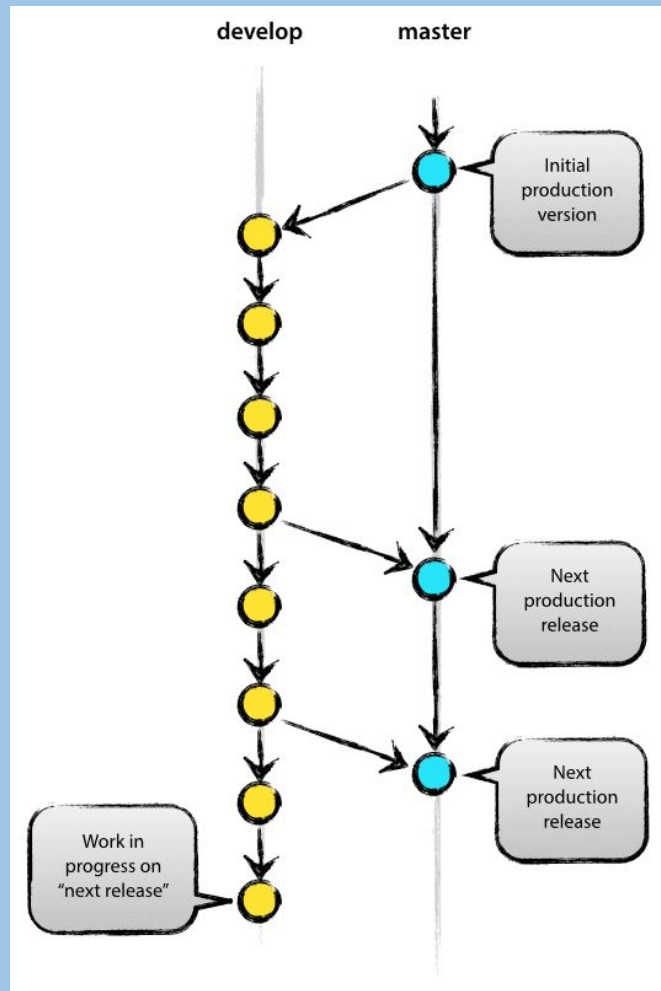 develop master
Initial
production
version
Next
production
release
Next
production
release
Work in
progress on
“next release”